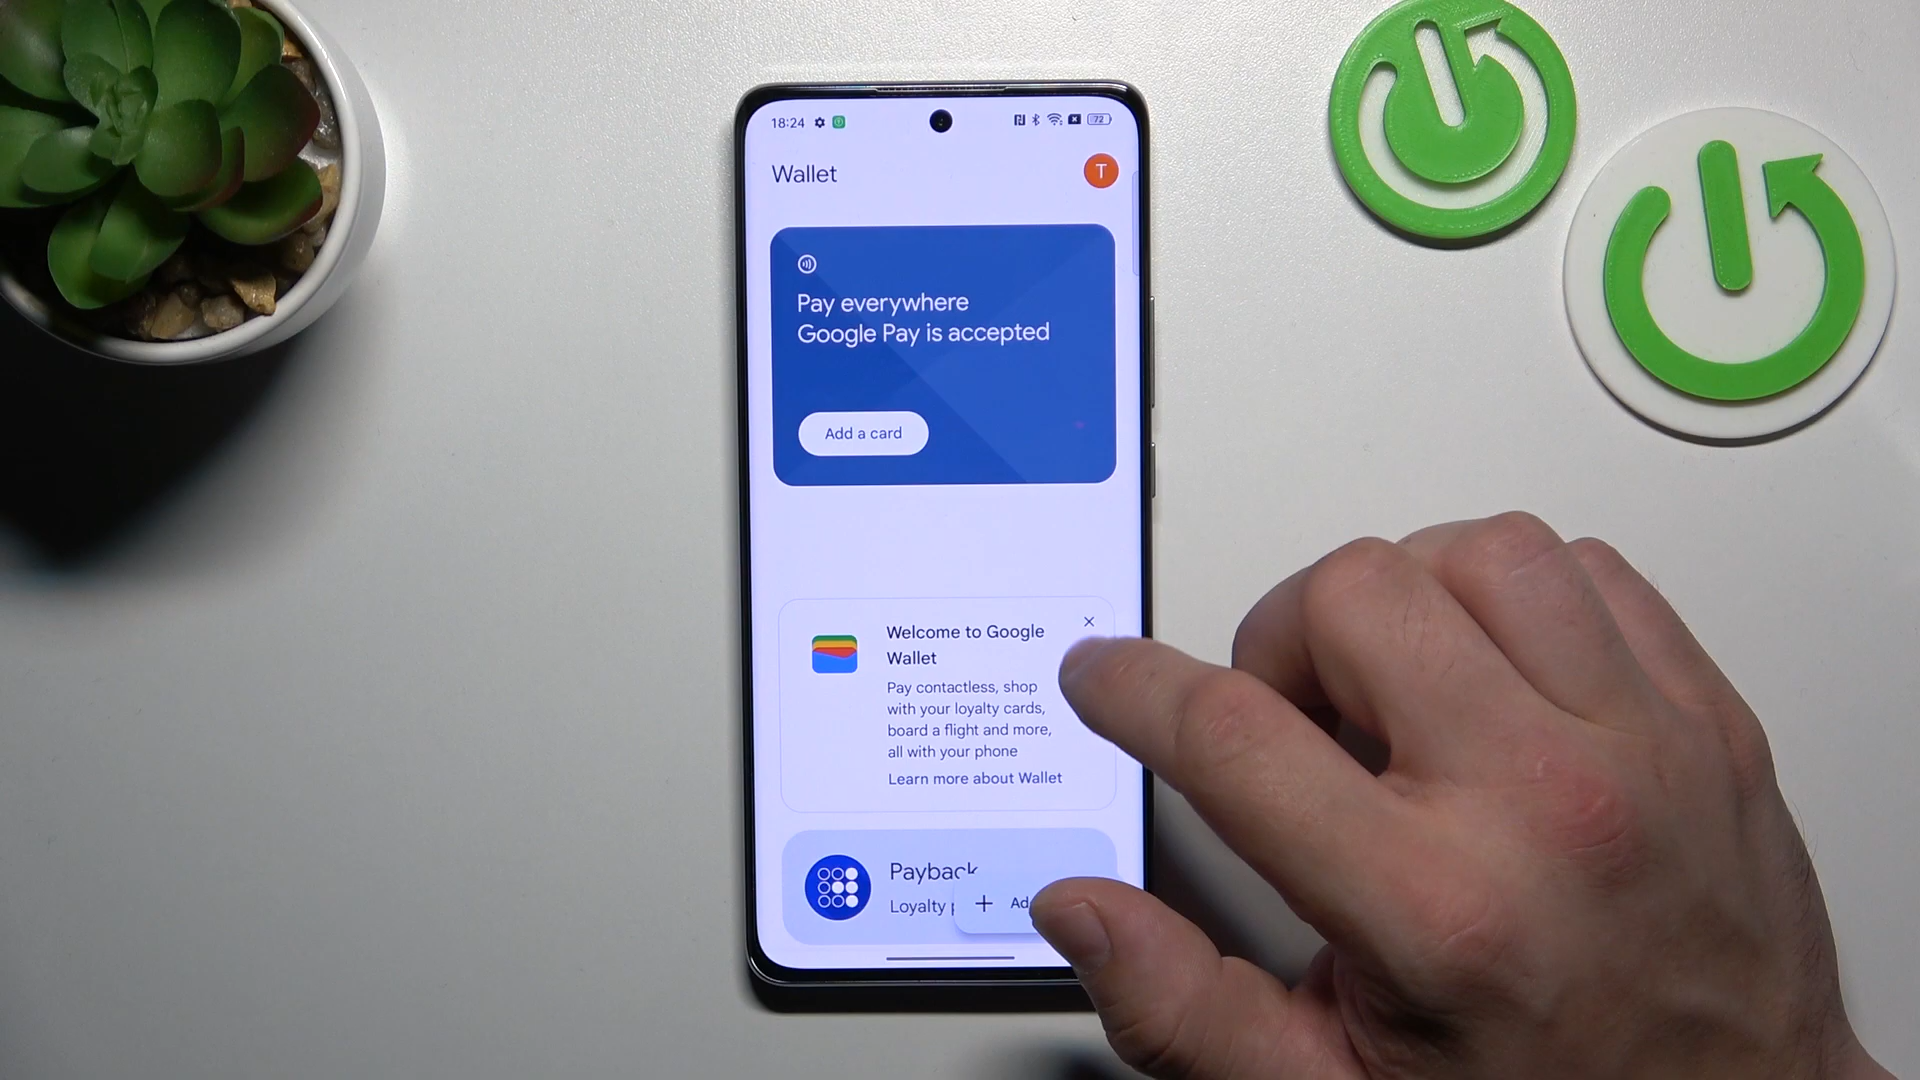 18:24
72
Wallet
T
Pay everywhere
Google Pay is accepted
Add a card
Welcome to Google
Wallet
Pay contactless, shop
with your loyalty cards,
board a flight and more,
all with your phone
Learn more about Wallet
Payback
Loyalty